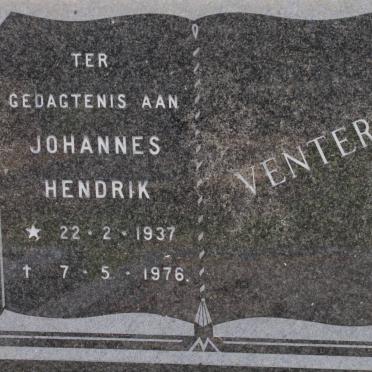 TER
GEDAGTENIS AAN
JOHANNES
HENDRIK
★ 22 · 2 · 1937
† 7 · 5 · 1976.
VENTER